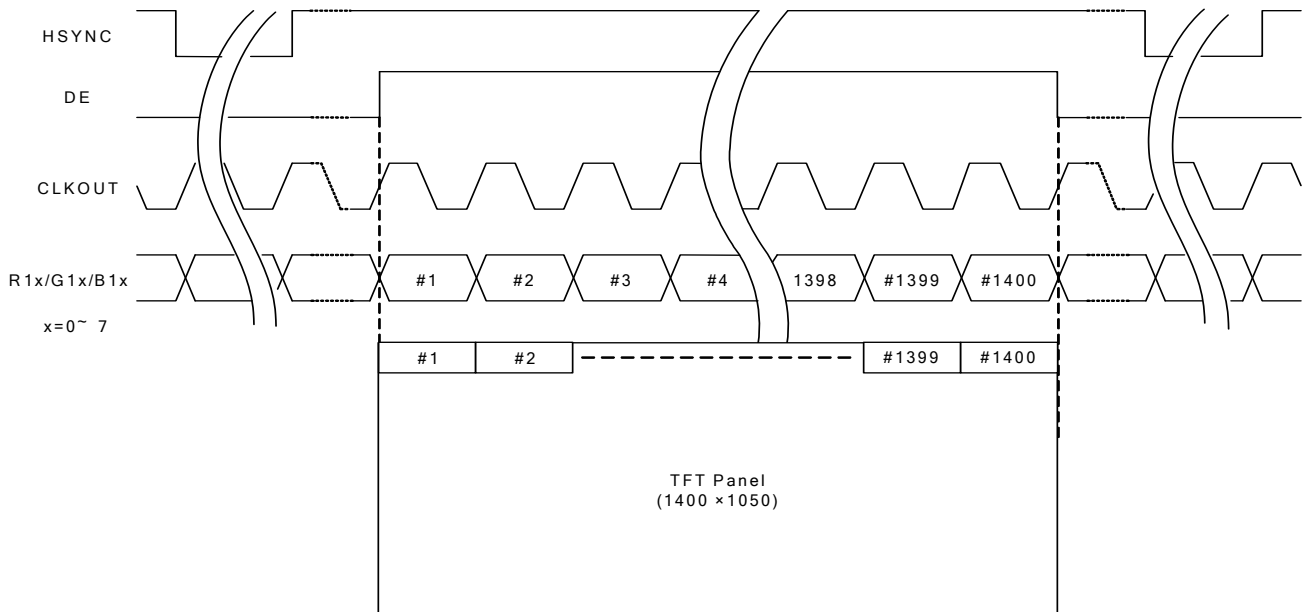 HSYNC
DE
CLKOUT
R1x/G1x/B1x
#1 #2 #3 #4 1398 #1399 #1400
x=0~ 7
#1 #2 #1399 #1400
TFT Panel
(1400 ×1050)